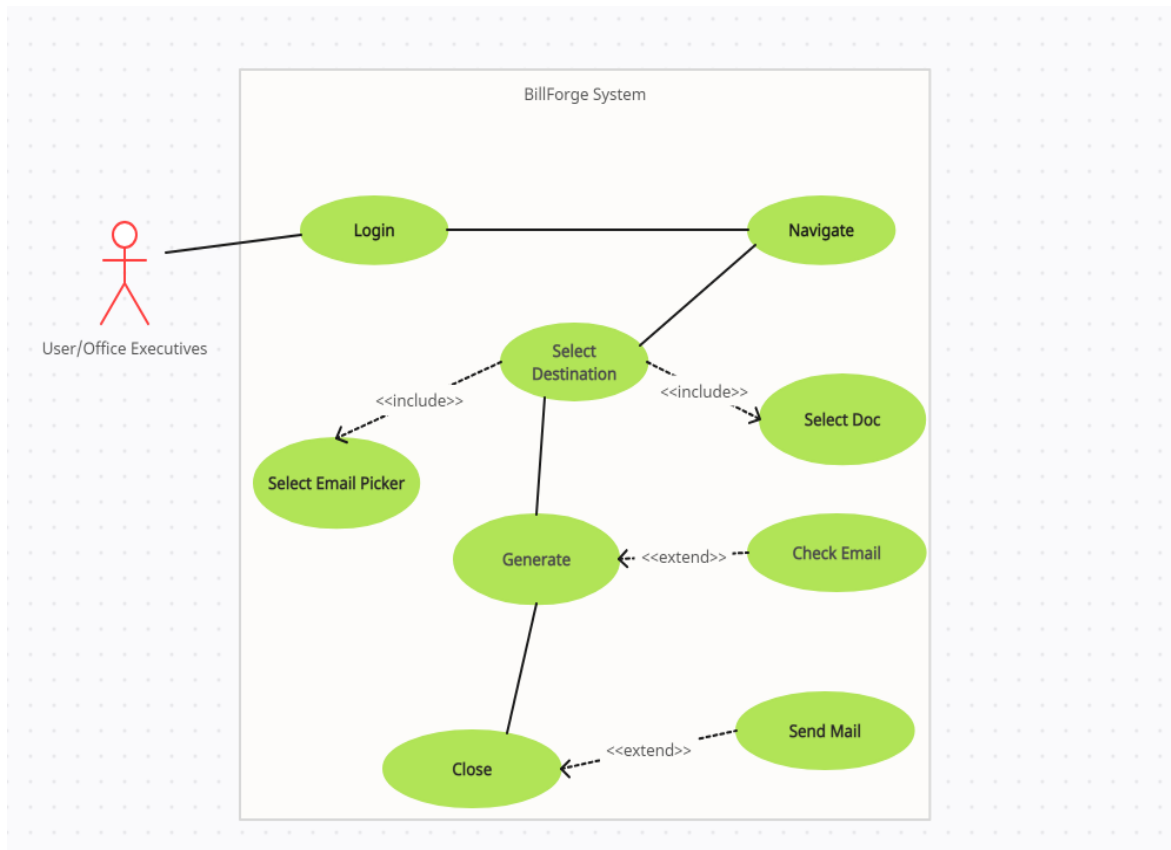 BillForge System
Login
Navigate
User/Office Executives
Select
Destination
<<include>>
<<include>>
Select Doc
Select Email Picker
Generate
<<extend>>
Check Email
Send Mail
<<extend>>
Close